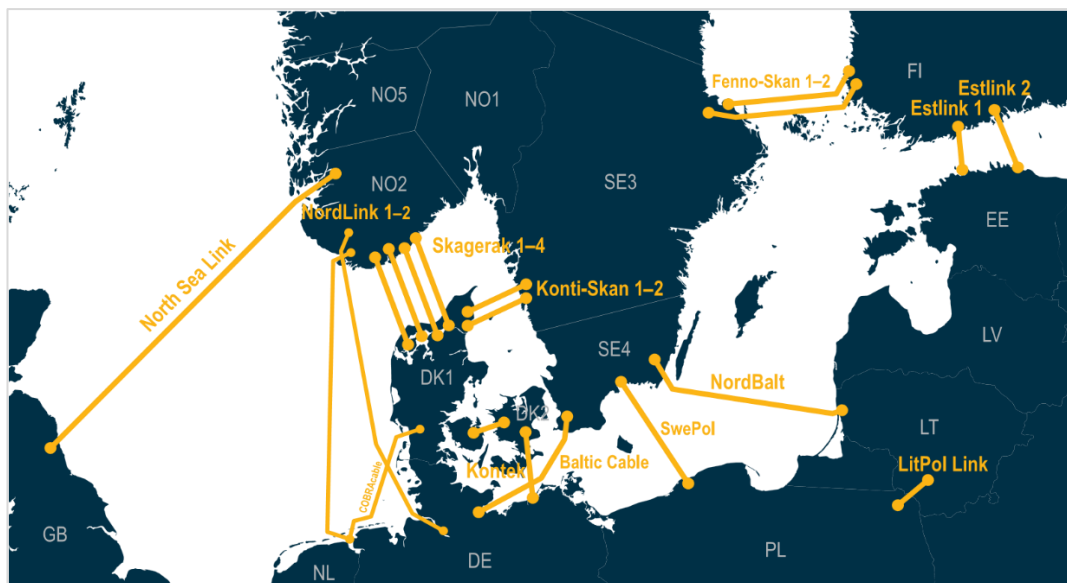 Fenno-Skan 1–2
FI
Estlink 2
Estlink 1
NO5
NO1
NO2
SE3
NordLink 1–2
EE
North Sea Link
Skagerak 1–4
Konti-Skan 1–2
SE4
LV
DK1
NordBalt
DK2
SwePol
LT
Kontek
Baltic Cable
LitPol Link
COBRAcable
GB
NL
DE
PL